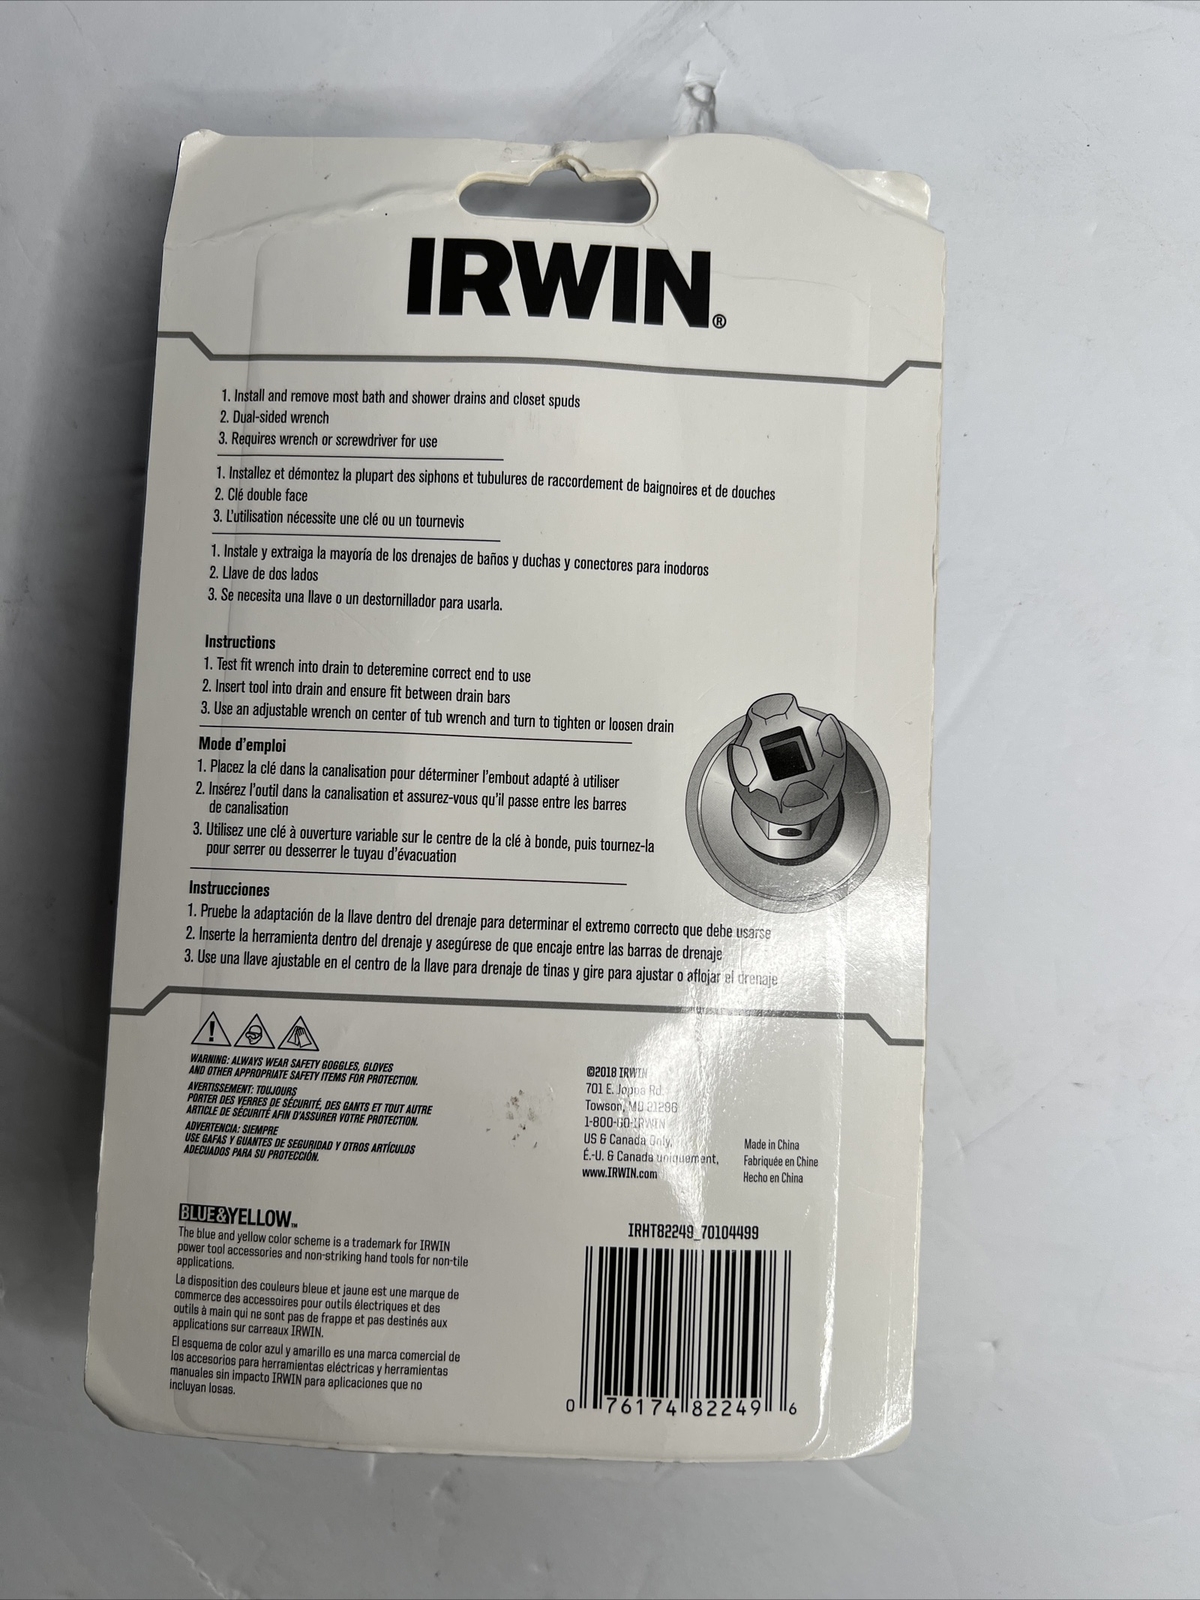 IRWIN®
1. Install and remove most bath and shower drains and closet spuds
2. Dual-sided wrench
3. Requires wrench or screwdriver for use
1. Installez et démontez la plupart des siphons et tubulures de raccordement de baignoires et de douches
2. Clé double face
3. L'utilisation nécessite une clé ou un tournevis
1. Instale y extraiga la mayoría de los drenajes de baños y duchas y conectores para inodoros
2. Llave de dos lados
3. Se necesita una llave o un destornillador para usarla.
Instructions
1. Test fit wrench into drain to deteremine correct end to use
2. Insert tool into drain and ensure fit between drain bars
3. Use an adjustable wrench on center of tub wrench and turn to tighten or loosen drain
Mode d'emploi
1. Placez la clé dans la canalisation pour déterminer l'embout adapté à utiliser
2. Insérez l'outil dans la canalisation et assurez-vous qu'il passe entre les barres
de canalisation
3. Utilisez une clé à ouverture variable sur le centre de la clé à bonde, puis tournez-la
pour serrer ou desserrer le tuyau d'évacuation
Instrucciones
1. Pruebe la adaptación de la llave dentro del drenaje para determinar el extremo correcto que debe usarse
2. Inserte la herramienta dentro del drenaje y asegúrese de que encaje entre las barras de drenaje
3. Use una llave ajustable en el centro de la llave para drenaje de tinas y gire para ajustar o aflojar el drenaje
WARNING: ALWAYS WEAR SAFETY GOGGLES, GLOVES
AND OTHER APPROPRIATE SAFETY ITEMS FOR PROTECTION.
AVERTISSEMENT: TOUJOURS
PORTER DES VERRES DE SÉCURITÉ, DES GANTS ET TOUT AUTRE
ARTICLE DE SÉCURITÉ AFIN D'ASSURER VOTRE PROTECTION.
ADVERTENCIA: SIEMPRE
USE GAFAS Y GUANTES DE SEGURIDAD Y OTROS ARTÍCULOS
ADECUADOS PARA SU PROTECCIÓN.
©2018 IRWIN
701 E. Joppa Rd.
Towson, MD 21286
1-800-GO-IRWIN
US & Canada Only,
É.-U. & Canada uniquement,
www.IRWIN.com
Made in China
Fabriquée en Chine
Hecho en China
BLUE&YELLOW™
The blue and yellow color scheme is a trademark for IRWIN
power tool accessories and non-striking hand tools for non-tile
applications.
La disposition des couleurs bleue et jaune est une marque de
commerce des accessoires pour outils électriques et des
outils à main qui ne sont pas de frappe et pas destinés aux
applications sur carreaux IRWIN.
El esquema de color azul y amarillo es una marca comercial de
los accesorios para herramientas eléctricas y herramientas
manuales sin impacto IRWIN para aplicaciones que no
incluyan losas.
IRHT82249_70104499
0 76174 82249 6